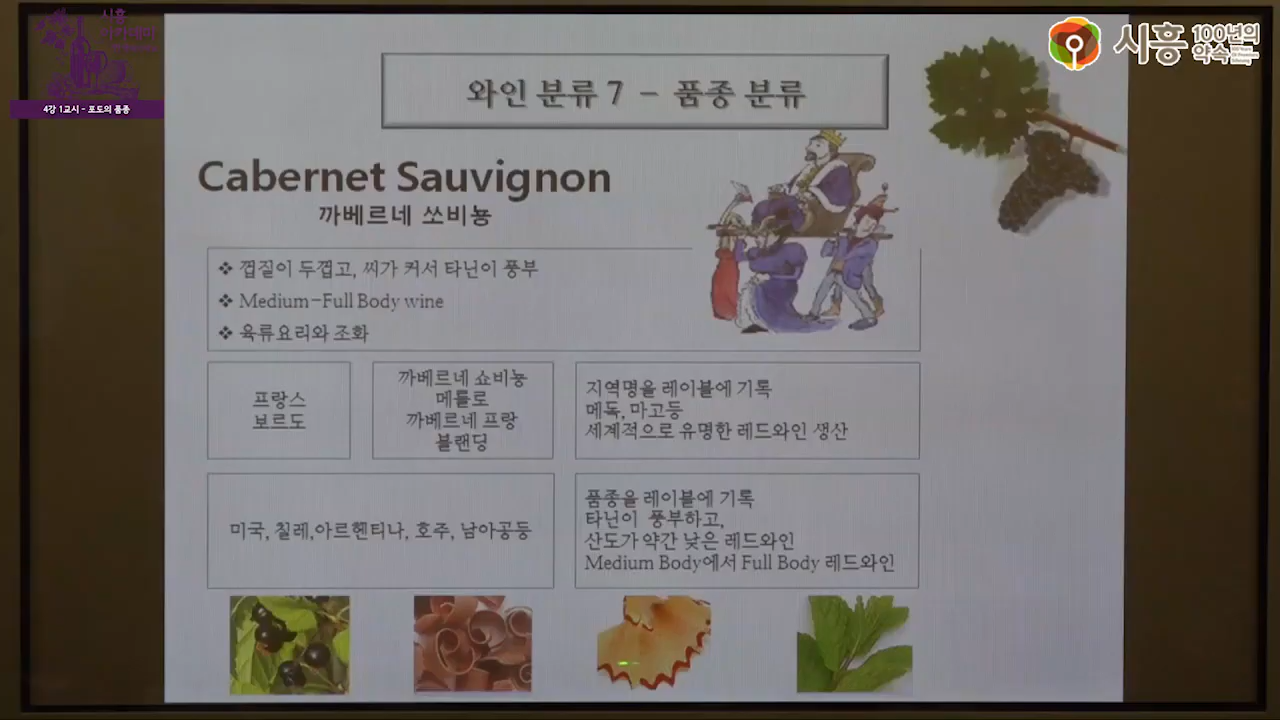 시흥
아카데미
4강 1교시 - 포도의 품종
시흥 100년의 약속
와인 분류 7 - 품종 분류
Cabernet Sauvignon
까베르네 쏘비뇽
❖ 껍질이 두껍고, 씨가 커서 타닌이 풍부
❖ Medium-Full Body wine
❖ 육류요리와 조화
프랑스
보르도
까베르네 쇼비뇽
메틀로
까베르네 프랑
블랜딩
지역명을 레이블에 기록
메독, 마고등
세계적으로 유명한 레드와인 생산
미국, 칠레,아르헨티나, 호주, 남아공등
품종을 레이블에 기록
타닌이 풍부하고,
산도가 약간 낮은 레드와인
Medium Body에서 Full Body 레드와인